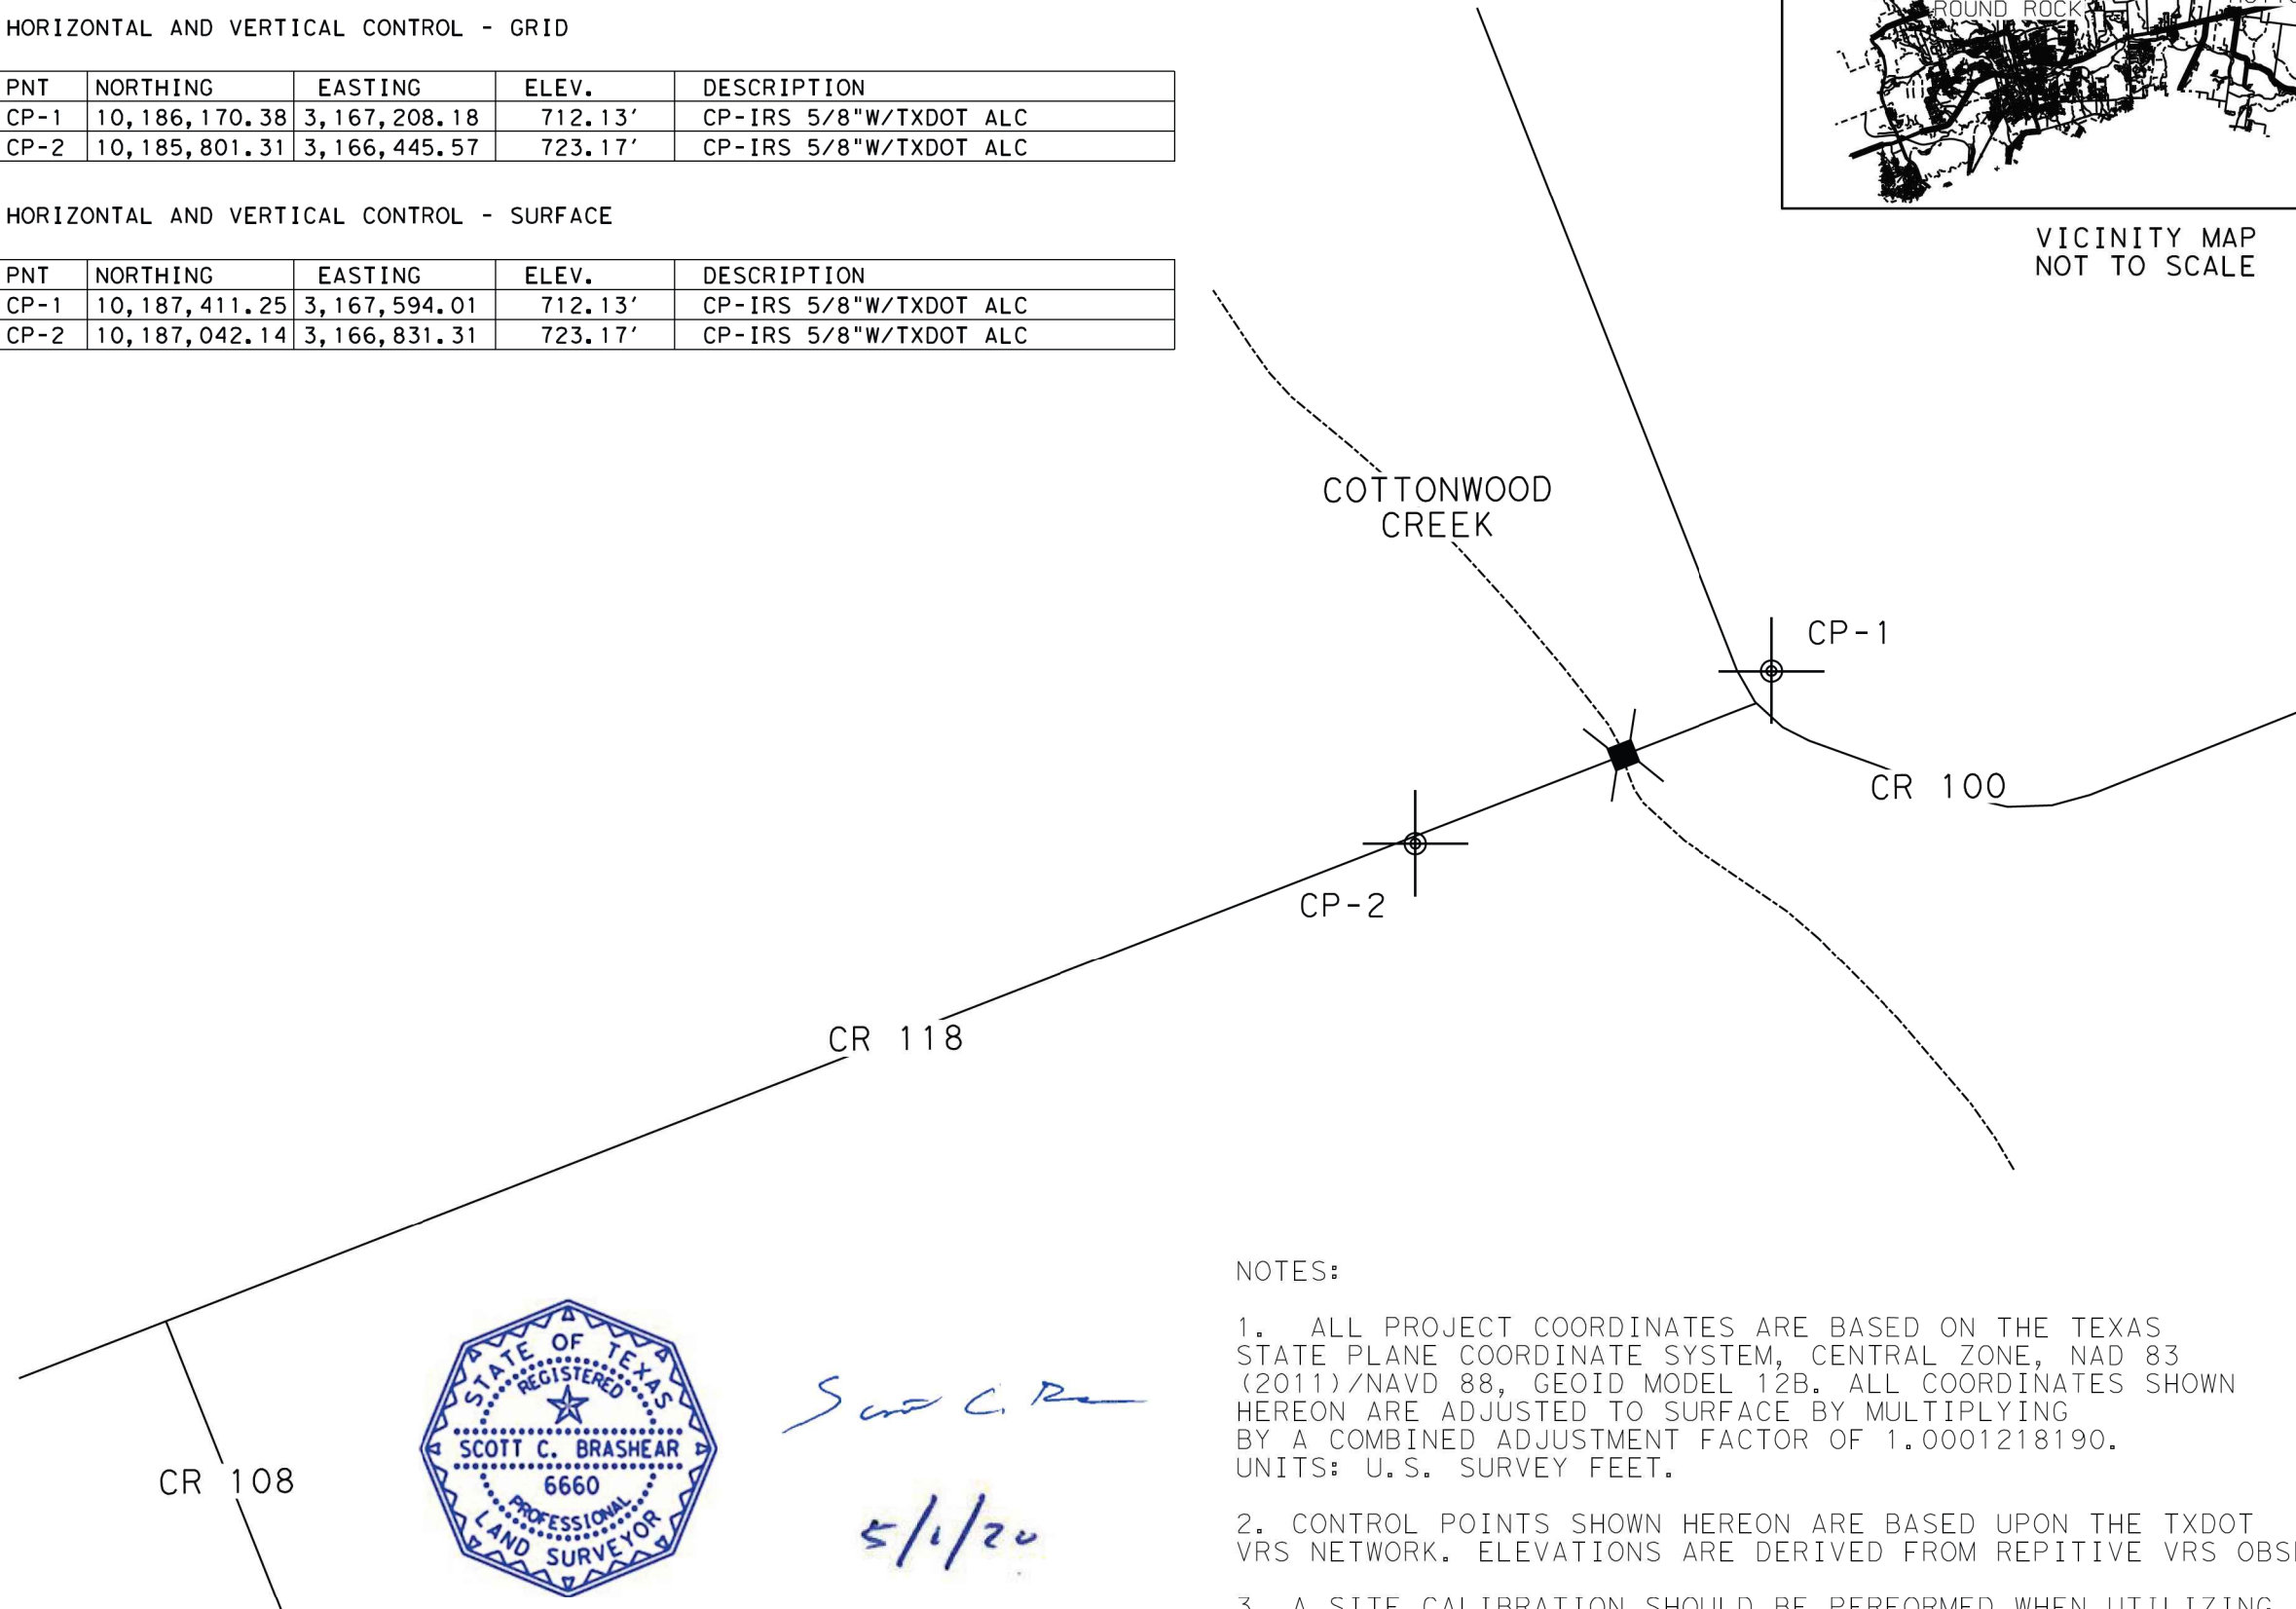 HORIZONTAL AND VERTICAL CONTROL - GRID
PNT NORTHING EASTING ELEV. DESCRIPTION
CP-1 10,186,170.38 3,167,208.18 712.13' CP-IRS 5/8"W/TXDOT ALC
CP-2 10,185,801.31 3,166,445.57 723.17' CP-IRS 5/8"W/TXDOT ALC
HORIZONTAL AND VERTICAL CONTROL - SURFACE
PNT NORTHING EASTING ELEV. DESCRIPTION
CP-1 10,187,411.25 3,167,594.01 712.13' CP-IRS 5/8"W/TXDOT ALC
CP-2 10,187,042.14 3,166,831.31 723.17' CP-IRS 5/8"W/TXDOT ALC
ROUND ROCK
VICINITY MAP
NOT TO SCALE
COTTONWOOD
CREEK
CP-1
CR 100
CP-2
CR 118
CR 108
STATE OF TEXAS
REGISTERED
SCOTT C. BRASHEAR
6660
PROFESSIONAL
LAND SURVEYOR
5/1/20
NOTES:
1. ALL PROJECT COORDINATES ARE BASED ON THE TEXAS
STATE PLANE COORDINATE SYSTEM, CENTRAL ZONE, NAD 83
(2011)/NAVD 88, GEOID MODEL 12B. ALL COORDINATES SHOWN
HEREON ARE ADJUSTED TO SURFACE BY MULTIPLYING
BY A COMBINED ADJUSTMENT FACTOR OF 1.0001218190.
UNITS: U.S. SURVEY FEET.
2. CONTROL POINTS SHOWN HEREON ARE BASED UPON THE TXDOT
VRS NETWORK. ELEVATIONS ARE DERIVED FROM REPITIVE VRS
3. A SITE CALIBRATION SHOULD BE PERFORMED WHEN UTILIZING